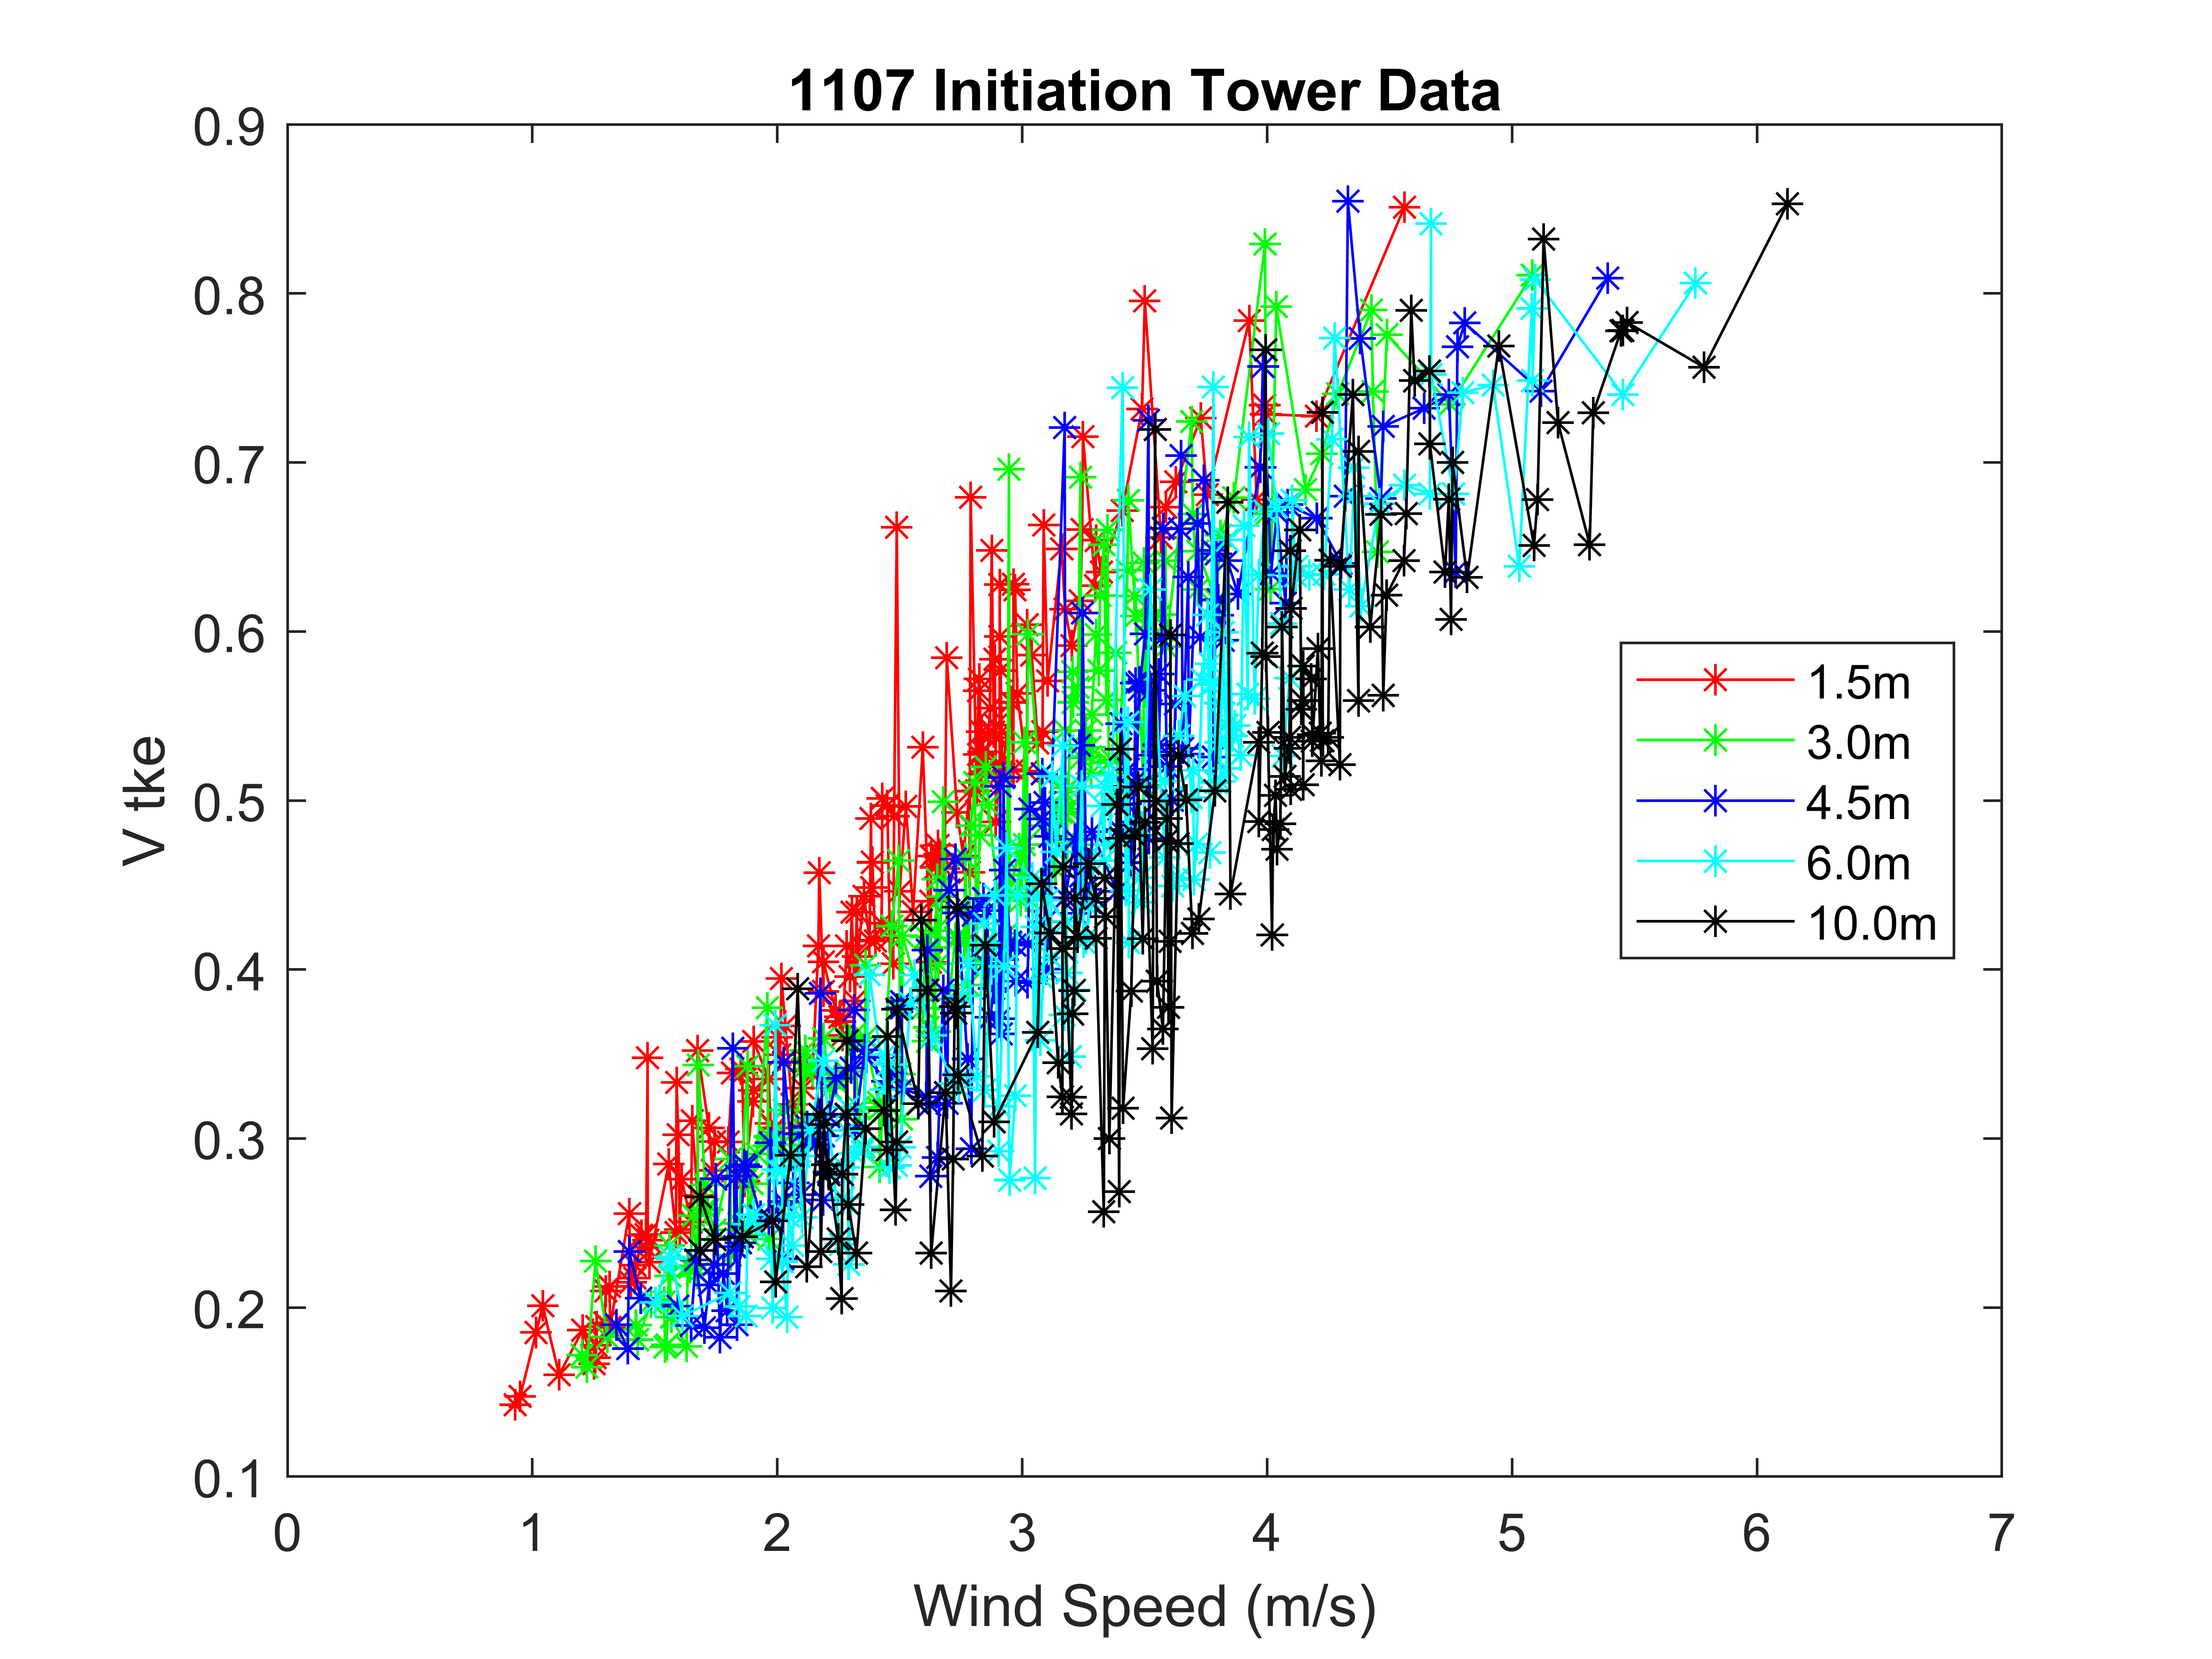 1107 Initiation Tower Data
0.9
0.8
0.7
0.6
0.5
0.4
0.3
0.2
0.1
V tke
0 1 2 3 4 5 6 7
Wind Speed (m/s)
1.5m
3.0m
4.5m
6.0m
10.0m